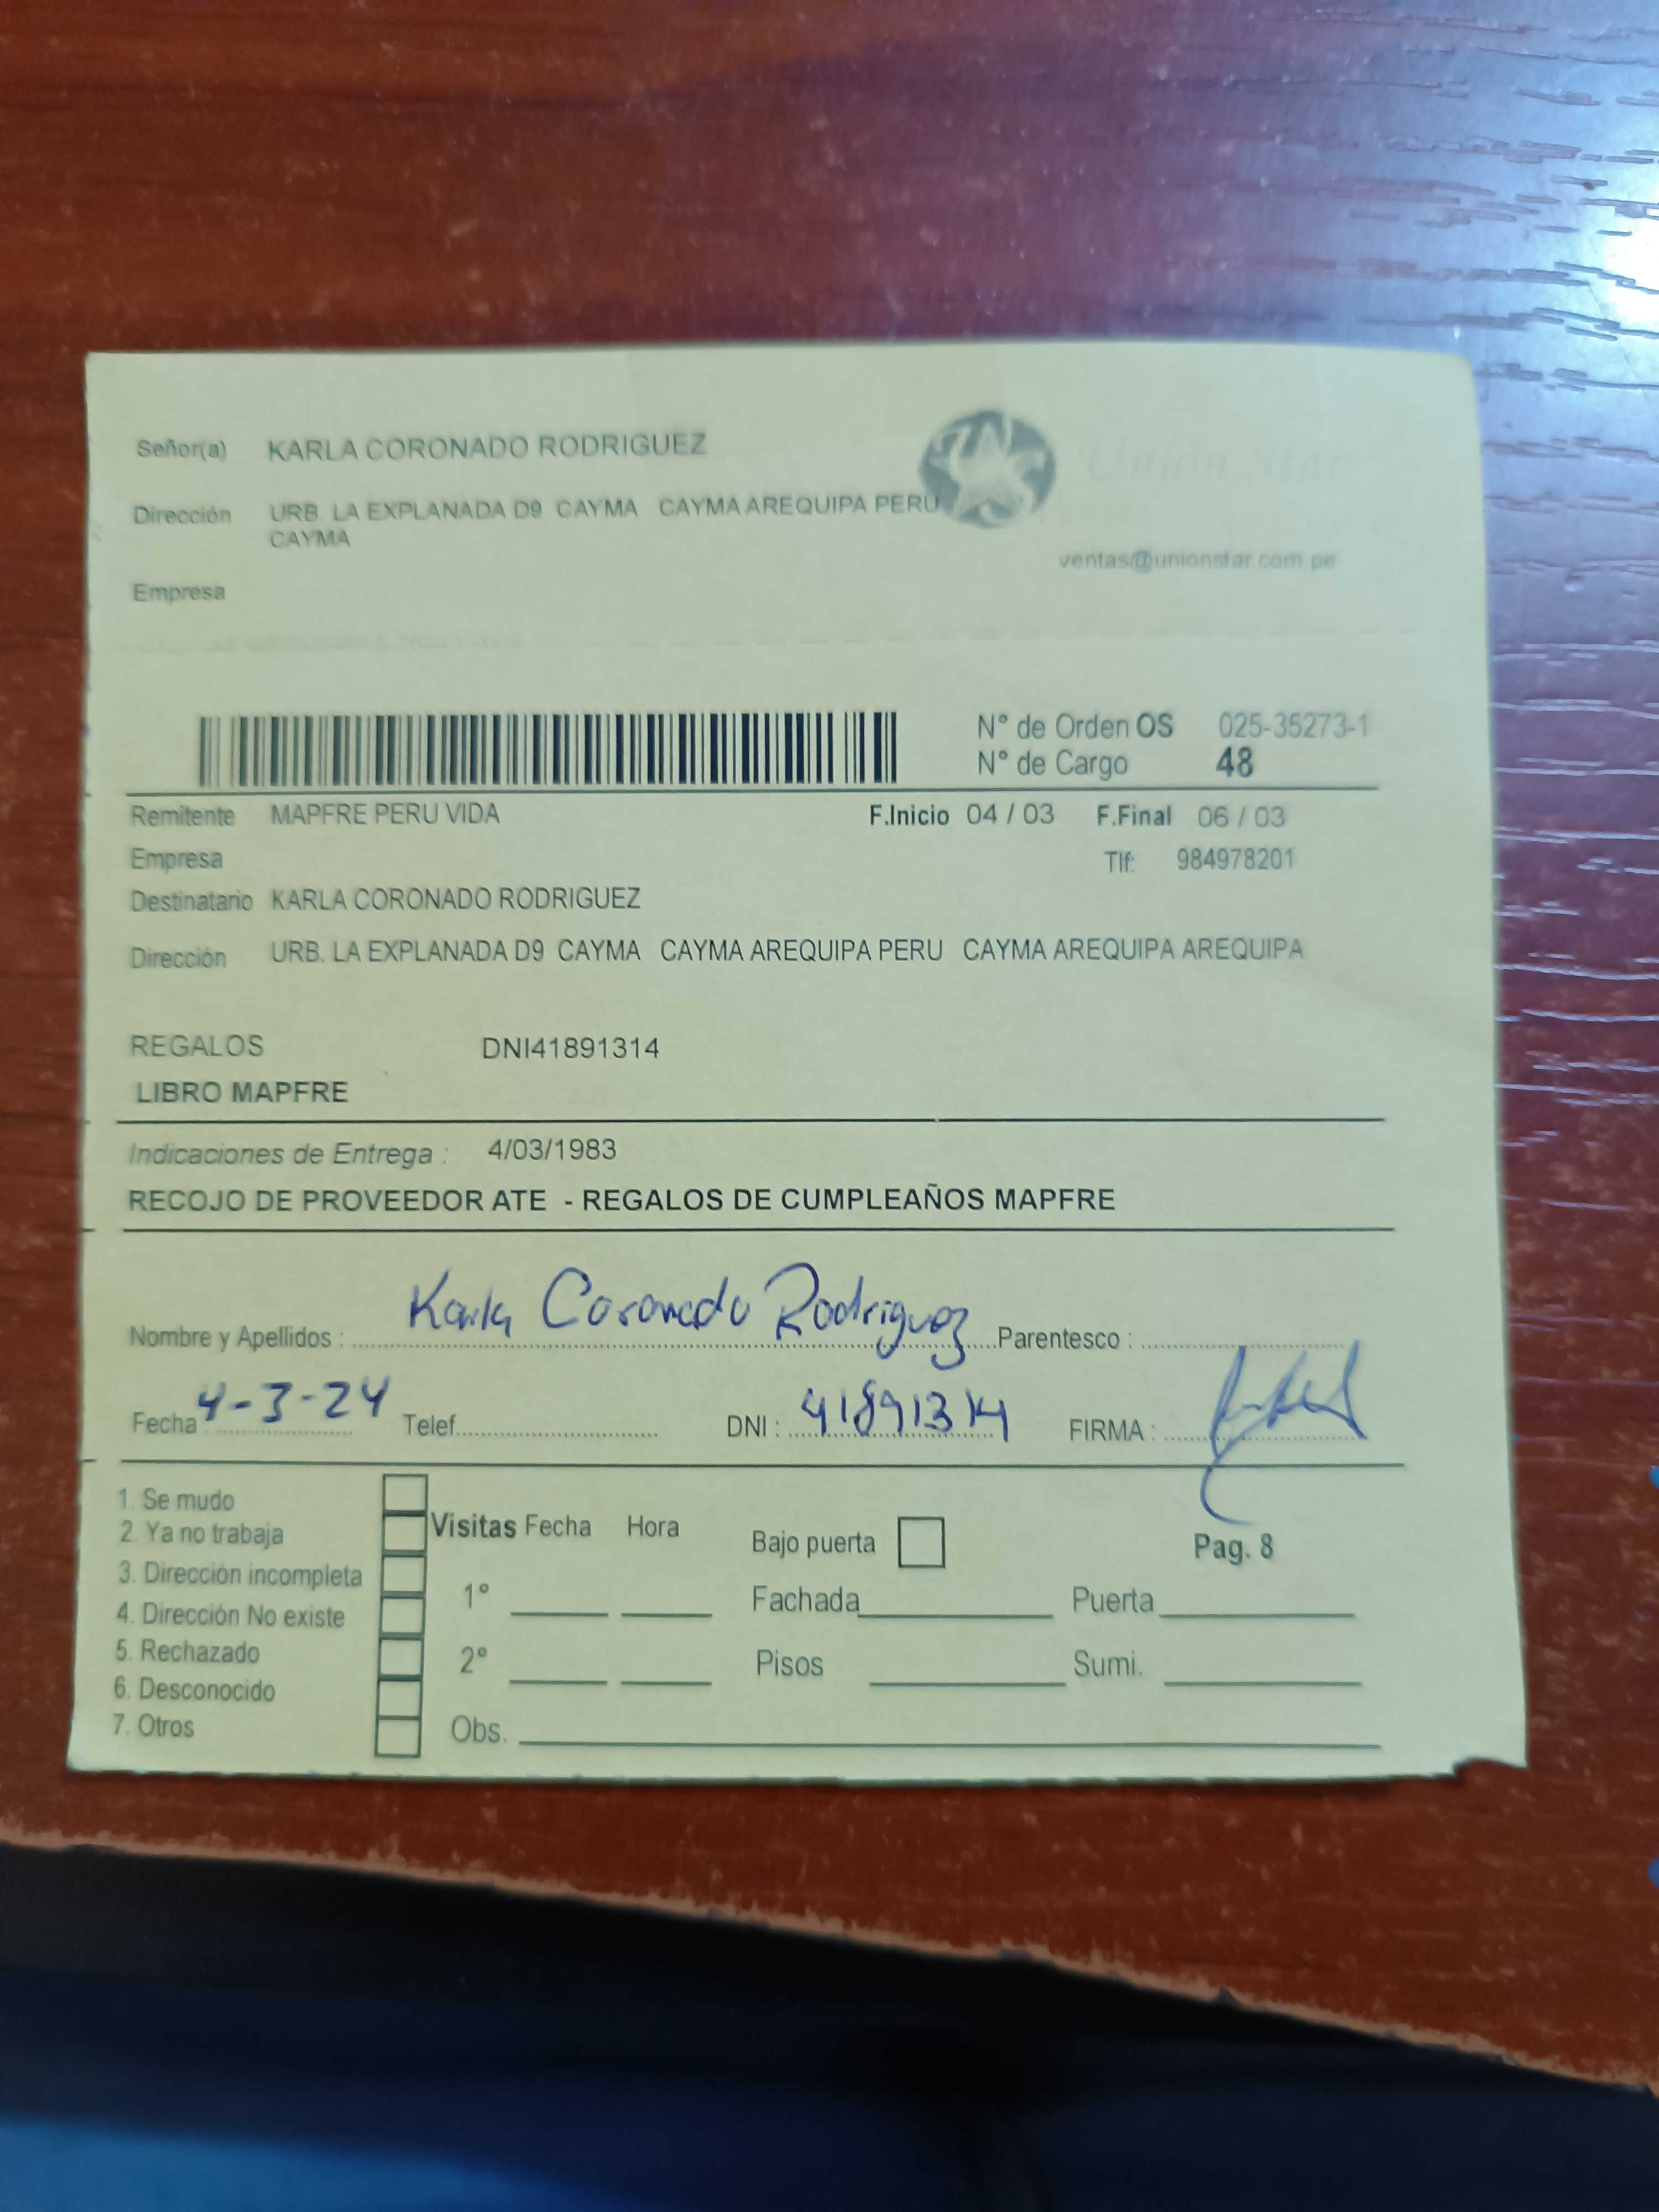 Señor(a) KARLA CORONADO RODRIGUEZ
Unión Star
Dirección URB. LA EXPLANADA D9 CAYMA CAYMA AREQUIPA PERU
CAYMA
ventas@unionstar.com.pe
Empresa
N° de Orden OS 025-35273-1
N° de Cargo 48
Remitente MAPFRE PERU VIDA F.Inicio 04 / 03 F.Final 06 / 03
Empresa Tlf: 984978201
Destinatario KARLA CORONADO RODRIGUEZ
Dirección URB. LA EXPLANADA D9 CAYMA CAYMA AREQUIPA PERU CAYMA AREQUIPA AREQUIPA
REGALOS DNI41891314
LIBRO MAPFRE
Indicaciones de Entrega : 4/03/1983
RECOJO DE PROVEEDOR ATE - REGALOS DE CUMPLEAÑOS MAPFRE
Nombre y Apellidos : Karla Coronado Rodriguez Parentesco :
Fecha : 4-3-24 Telef. DNI : 41891314 FIRMA :
1. Se mudo
2. Ya no trabaja Visitas Fecha Hora Bajo puerta Pag. 8
3. Dirección incompleta
4. Dirección No existe 1° Fachada Puerta
5. Rechazado 2° Pisos Sumi.
6. Desconocido
7. Otros Obs.